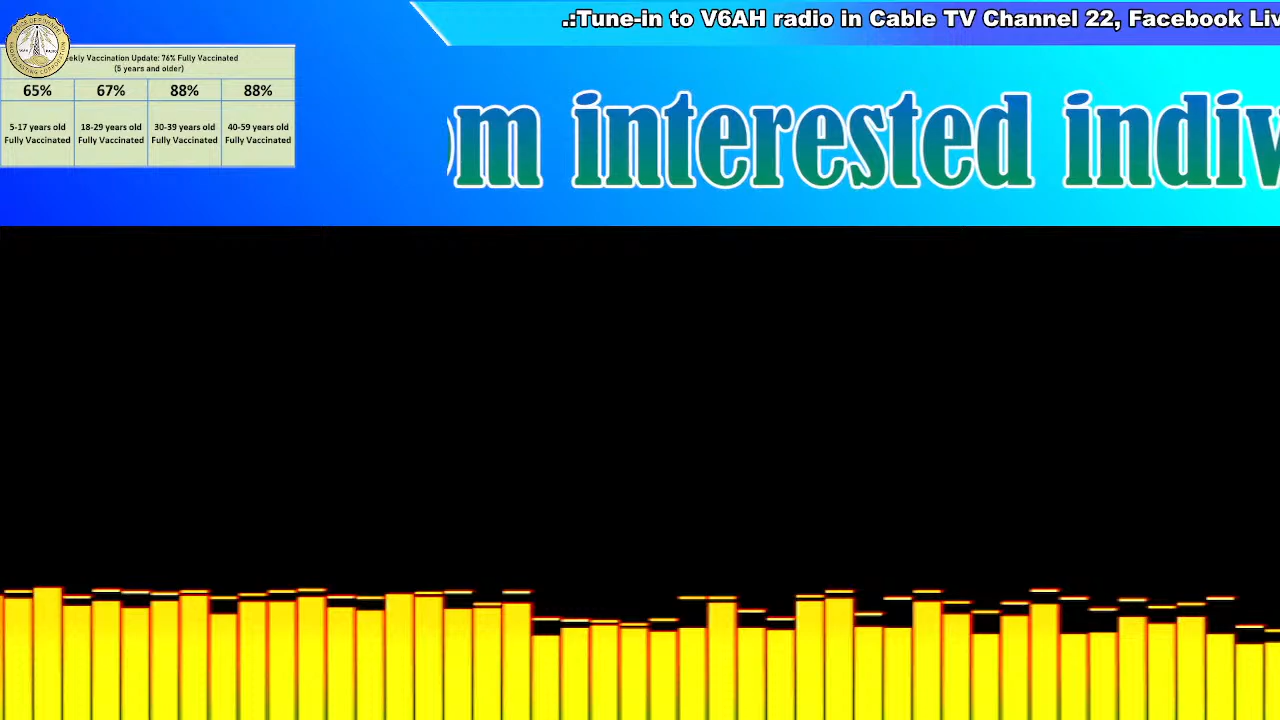 .:Tune-in to V6AH radio in Cable TV Channel 22, Facebook Liv
ekly Vaccination Update: 76% Fully Vaccinated
(5 years and older)
65% 67% 88% 88%
5-17 years old 18-29 years old 30-39 years old 40-59 years old
Fully Vaccinated Fully Vaccinated Fully Vaccinated Fully Vaccinated
m interested indiv